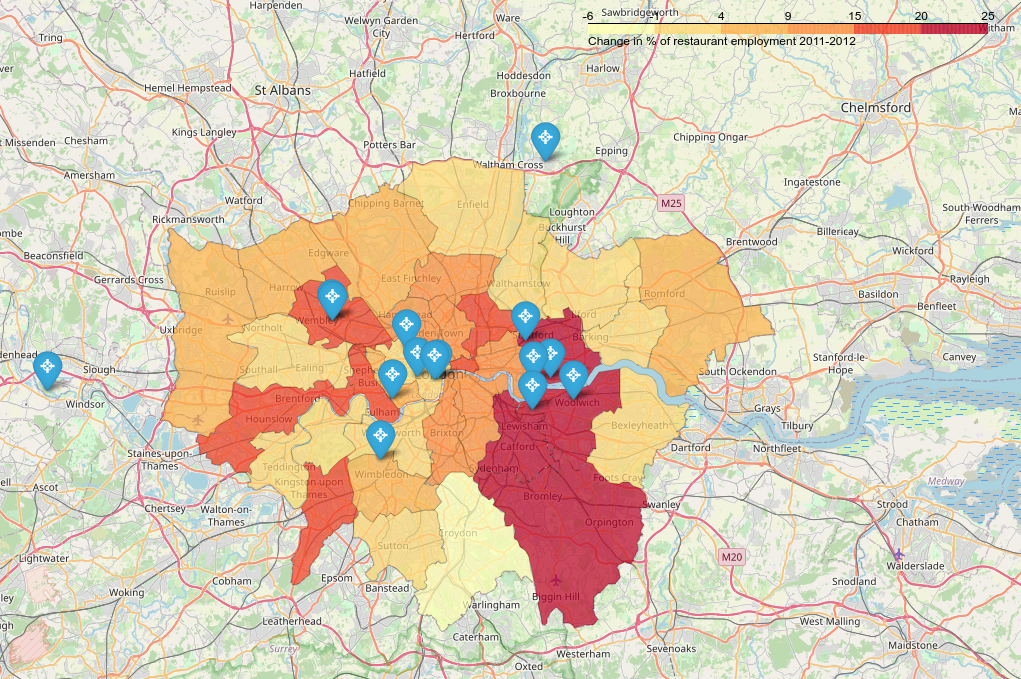 Harpenden
Ware
Sawbridgeworth
-6
4
9
15
20
25
Welwyn Garden
City
Hertford
Tring
Witham
Change in % of restaurant employment 2011-2012
Hatfield
Hoddesdon
Harlow
Hemel Hempstead
St Albans
Broxbourne
Chelmsford
Kings Langley
Chipping Ongar
t Missenden
Chesham
Potters Bar
Epping
Waltham Cross
Amersham
Ingatestone
Watford
Chipping Barne
Enfield
M25
South-Woodham
Ferrers
Rickmansworth
Loughton
Buckhurst
Hill
Billericay
Beaconsfield
Edgware
Brentwood
Wickford
Gerrards Cross
East Finchley
Walthamstow
Rayleigh
Ruislip
Harrow
Romford
Basildon
Benfleet
Wembley
Uxbridge
Northolt
Barking
Stanford-le-
Hope
Canvey
Slough
Southall
Ealing
South Ockendon
Windsor
Brentford
Woolwich
Grays
Hounslow
Fulham
Lewisham
Bexleyheath
Tilbury
Brixton
Catford
Dartford
Northfleet
Staines-upon-
Thames
Teddington
Wimbledon
Sydenham
Kingston upon
Thames
Foots Cray
Medway
Ascot
Bromley
Swanley
Strood
Chertsey
Walton-on-
Thames
Orpington
Chatham
Croydon
Sutton
Lightwater
M20
Walderslade
Cobham
Epsom
Snodland
Woking
Banstead
Biggin Hill
Warlingham
Leatherhead
West Malling
Caterham
Maidstone
Surrey
Westerham
Sevenoaks
Oxted